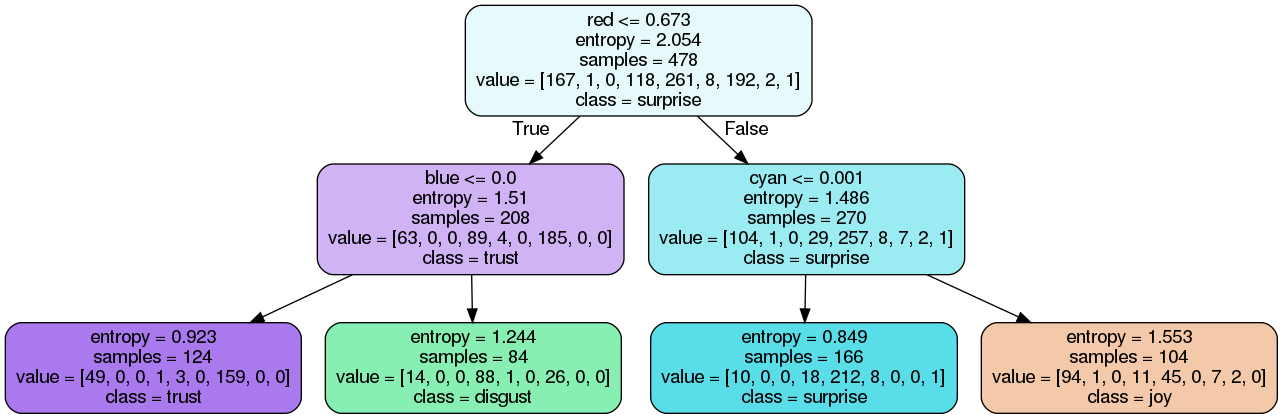 red <= 0.673
entropy = 2.054
samples = 478
value = [167, 1, 0, 118, 261, 8, 192, 2, 1]
class = surprise
True
False
blue <= 0.0
entropy = 1.51
samples = 208
value = [63, 0, 0, 89, 4, 0, 185, 0, 0]
class = trust
cyan <= 0.001
entropy = 1.486
samples = 270
value = [104, 1, 0, 29, 257, 8, 7, 2, 1]
class = surprise
entropy = 0.923
samples = 124
value = [49, 0, 0, 1, 3, 0, 159, 0, 0]
class = trust
entropy = 1.244
samples = 84
value = [14, 0, 0, 88, 1, 0, 26, 0, 0]
class = disgust
entropy = 0.849
samples = 166
value = [10, 0, 0, 18, 212, 8, 0, 0, 1]
class = surprise
entropy = 1.553
samples = 104
value = [94, 1, 0, 11, 45, 0, 7, 2, 0]
class = joy